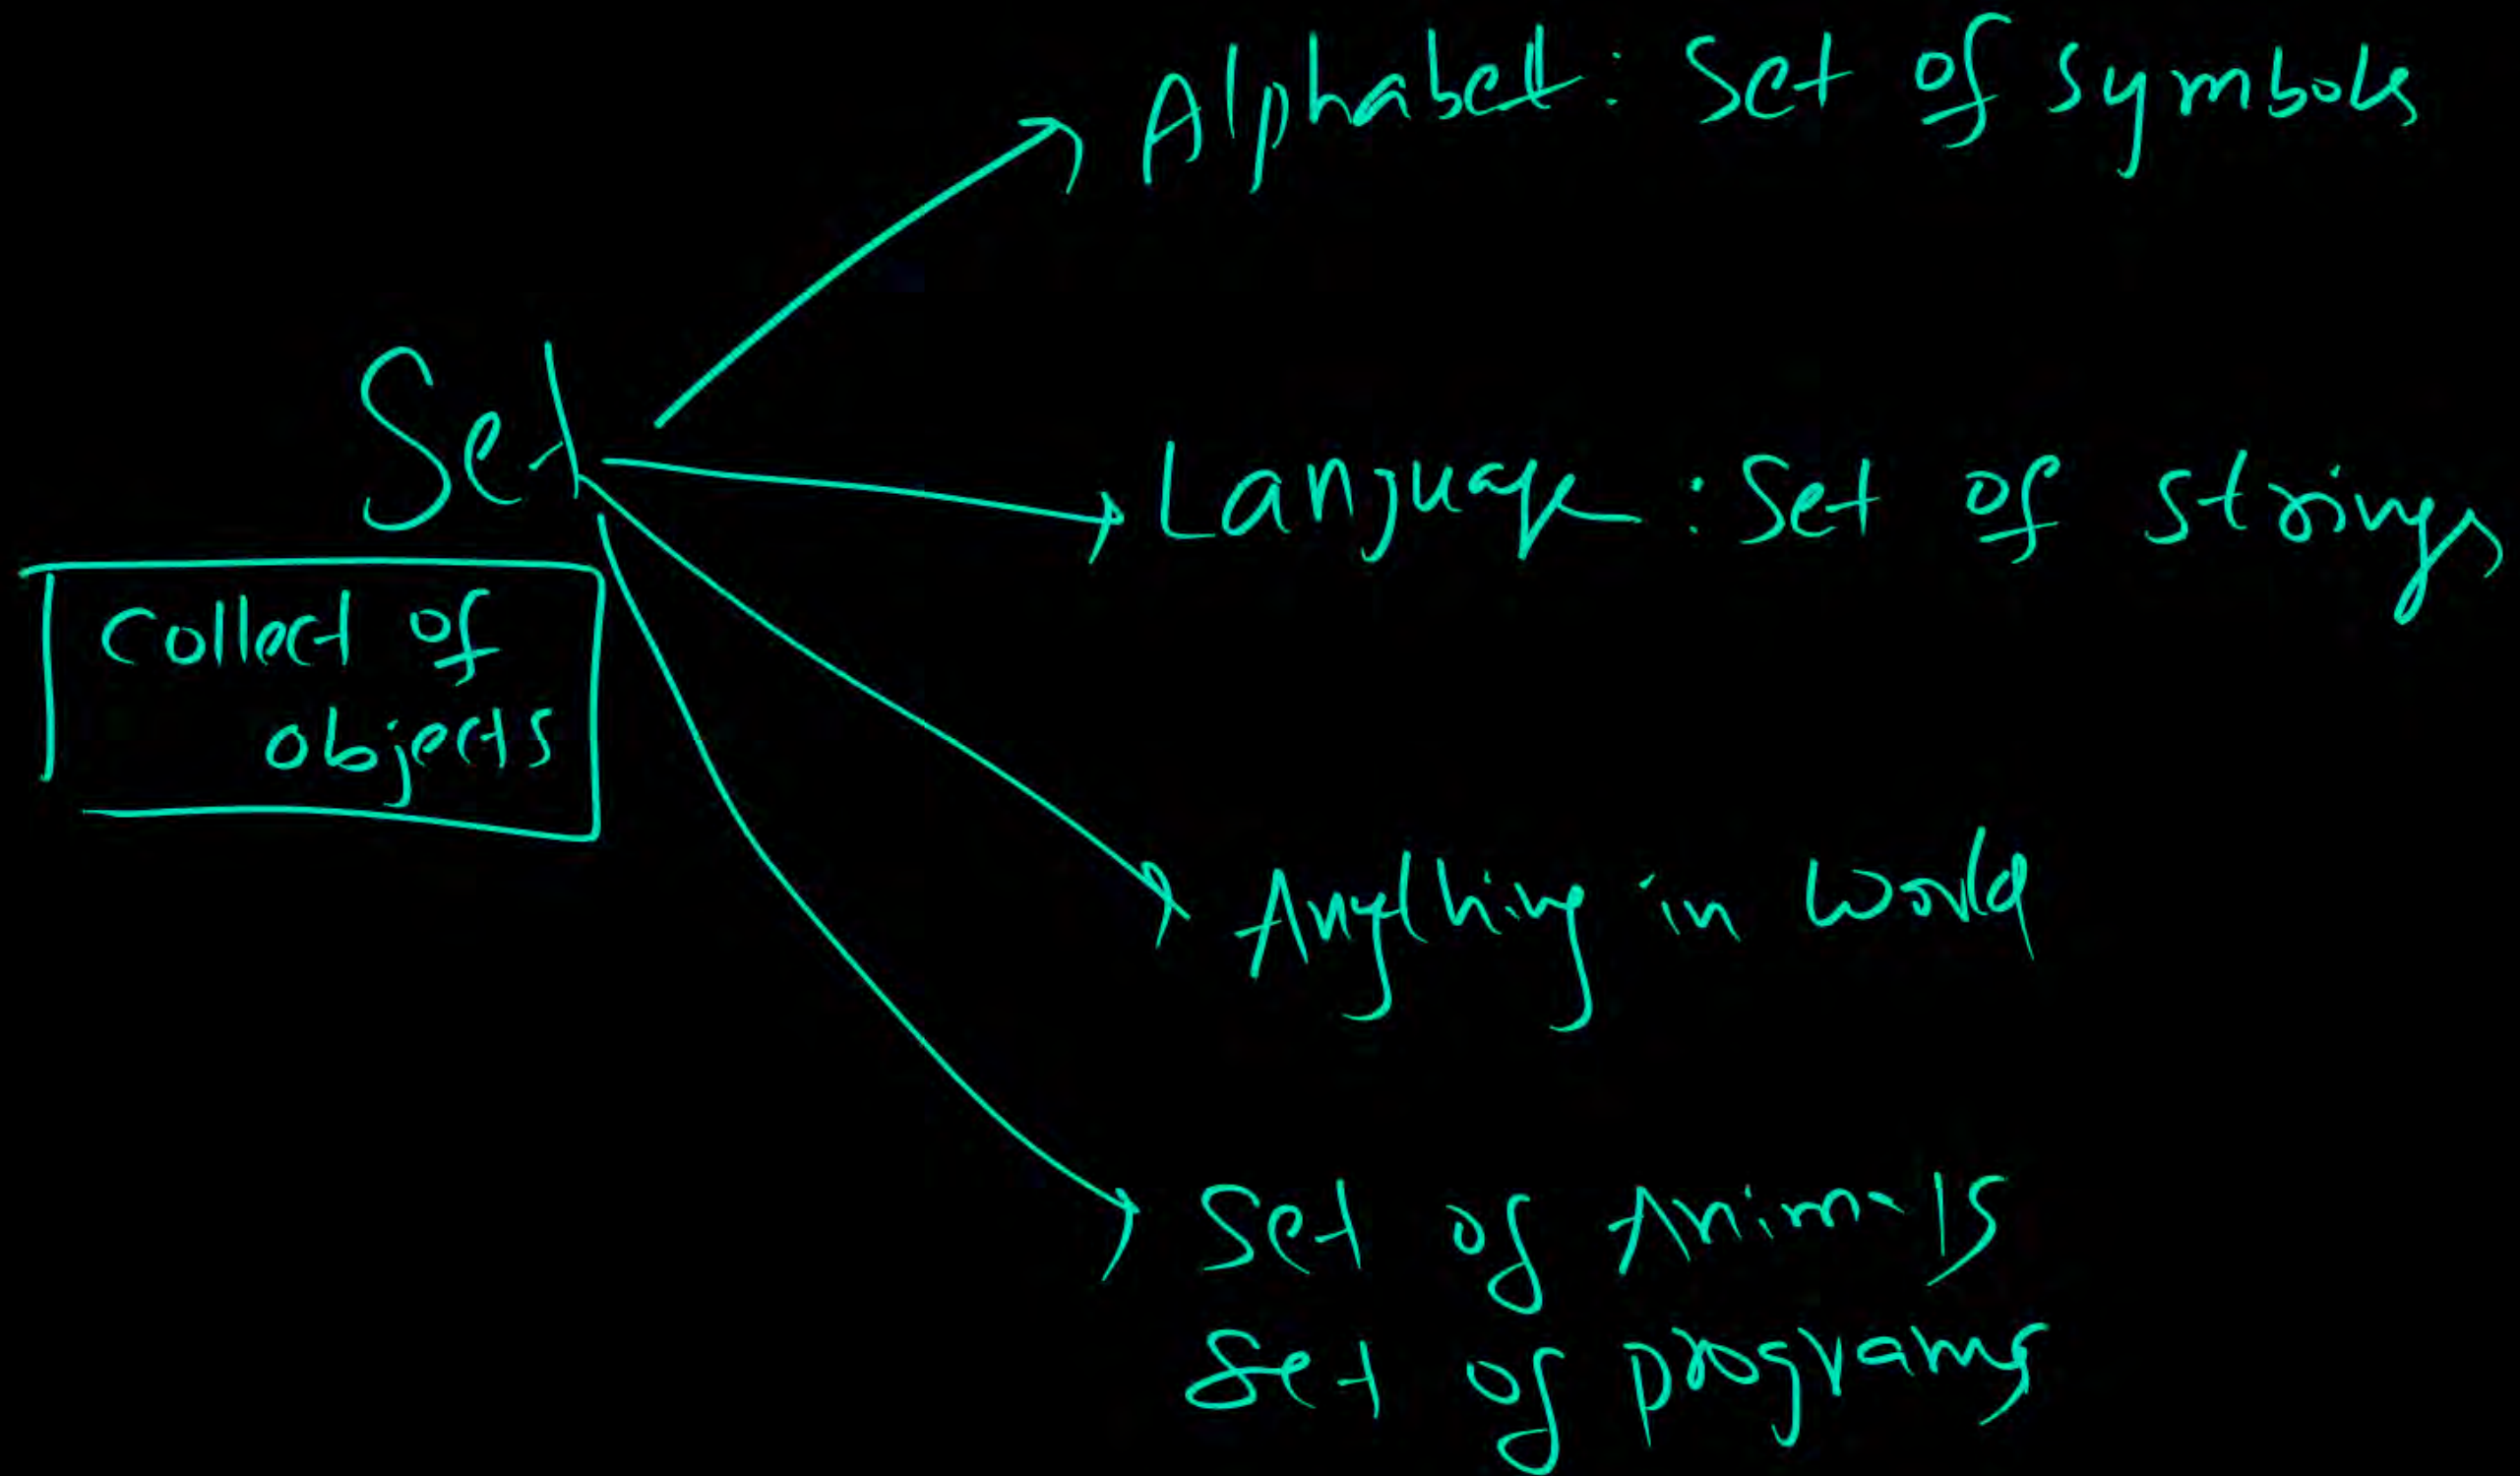 Alphabet : Set of symbols
Set
Language : Set of strings
Collect of
objects
Anything in world
Set of Animals
Set of programs